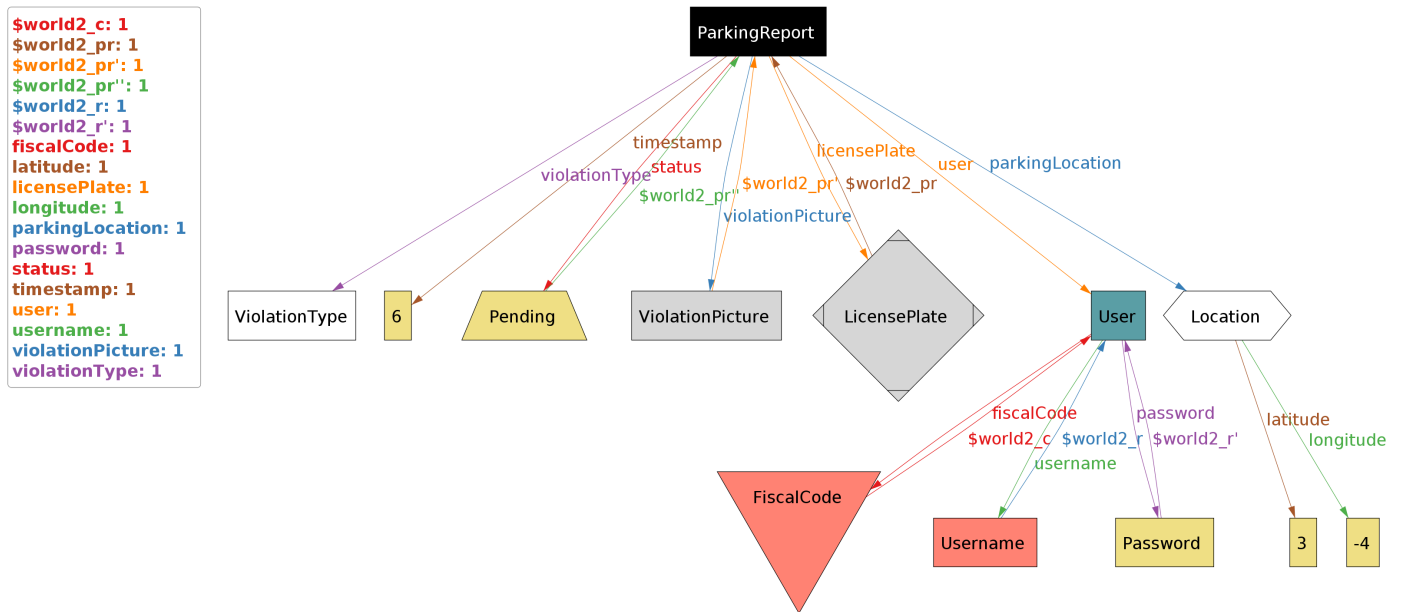 $world2_c: 1
$world2_pr: 1
$world2_pr': 1
$world2_pr'': 1
$world2_r: 1
$world2_r': 1
fiscalCode: 1
latitude: 1
licensePlate: 1
longitude: 1
parkingLocation: 1
password: 1
status: 1
timestamp: 1
user: 1
username: 1
violationPicture: 1
violationType: 1
ParkingReport
timestamp
licensePlate
user
parkingLocation
violationType
status
$world2_pr''
$world2_pr'
$world2_pr
violationPicture
ViolationType
6
Pending
ViolationPicture
LicensePlate
User
Location
fiscalCode
password
latitude
$world2_c
$world2_r
$world2_r'
longitude
username
FiscalCode
Username
Password
3
-4